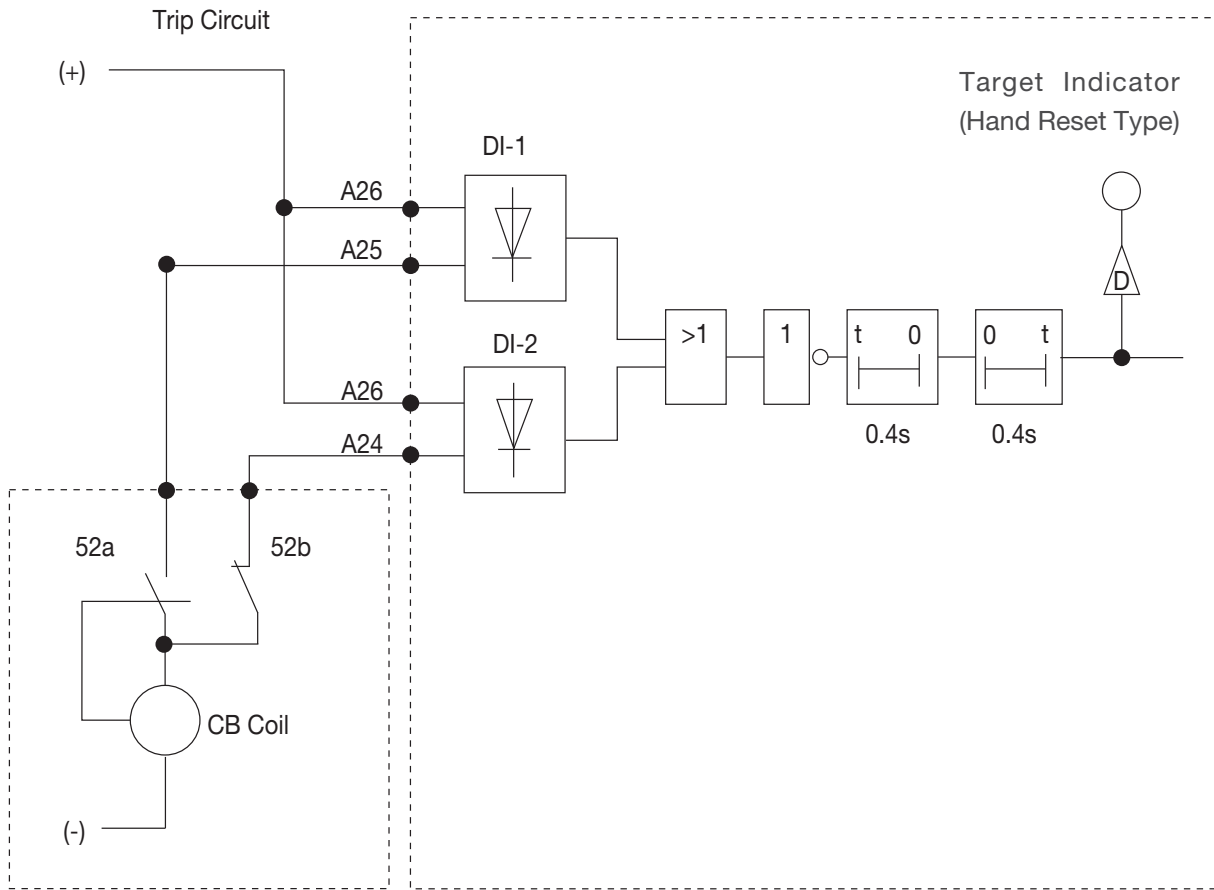 Trip Circuit
(+)
Target Indicator
(Hand Reset Type)
DI-1
A26
A25
D
>1
1
t 0
0 t
DI-2
A26
0.4s
0.4s
A24
52a
52b
CB Coil
(-)